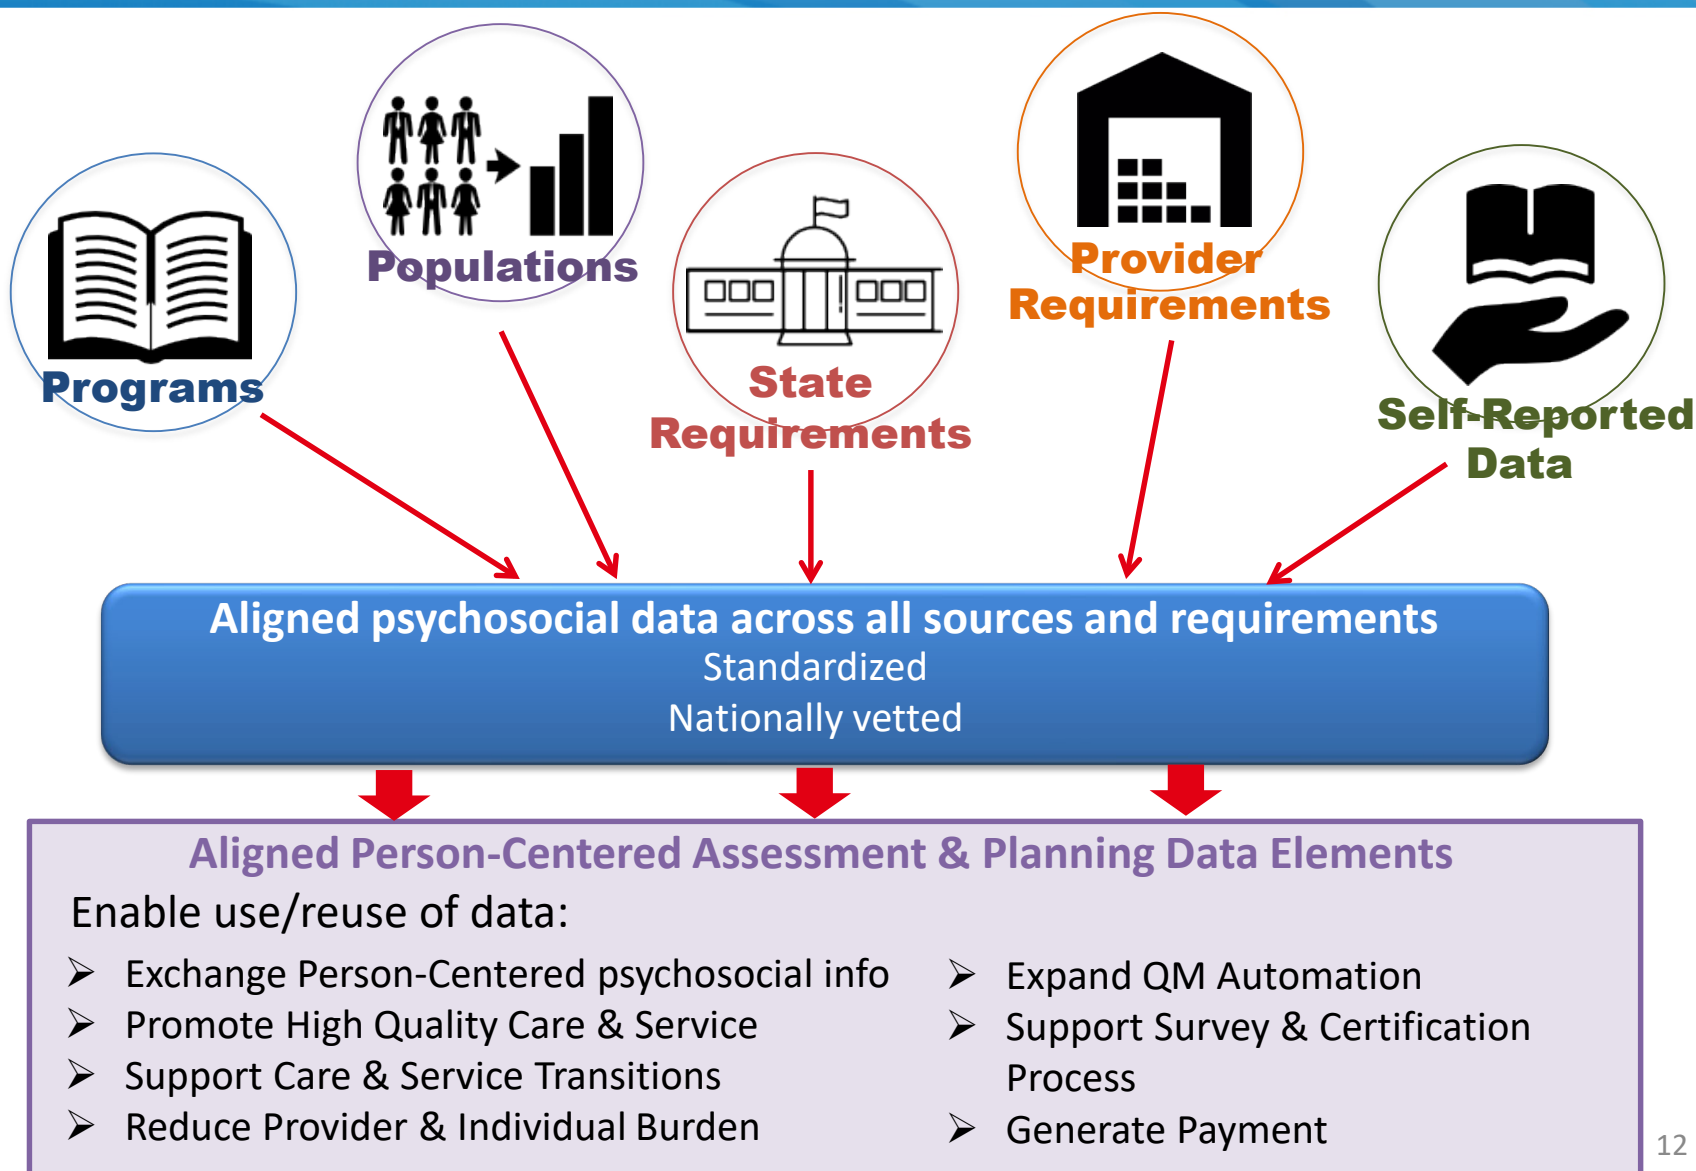 Programs
Populations
State
Requirements
Provider
Requirements
Self-Reported
Data
Aligned psychosocial data across all sources and requirements
Standardized
Nationally vetted
Aligned Person-Centered Assessment & Planning Data Elements
Enable use/reuse of data:
➢ Exchange Person-Centered psychosocial info
➢ Promote High Quality Care & Service
➢ Support Care & Service Transitions
➢ Reduce Provider & Individual Burden
➢ Expand QM Automation
➢ Support Survey & Certification
Process
➢ Generate Payment
12